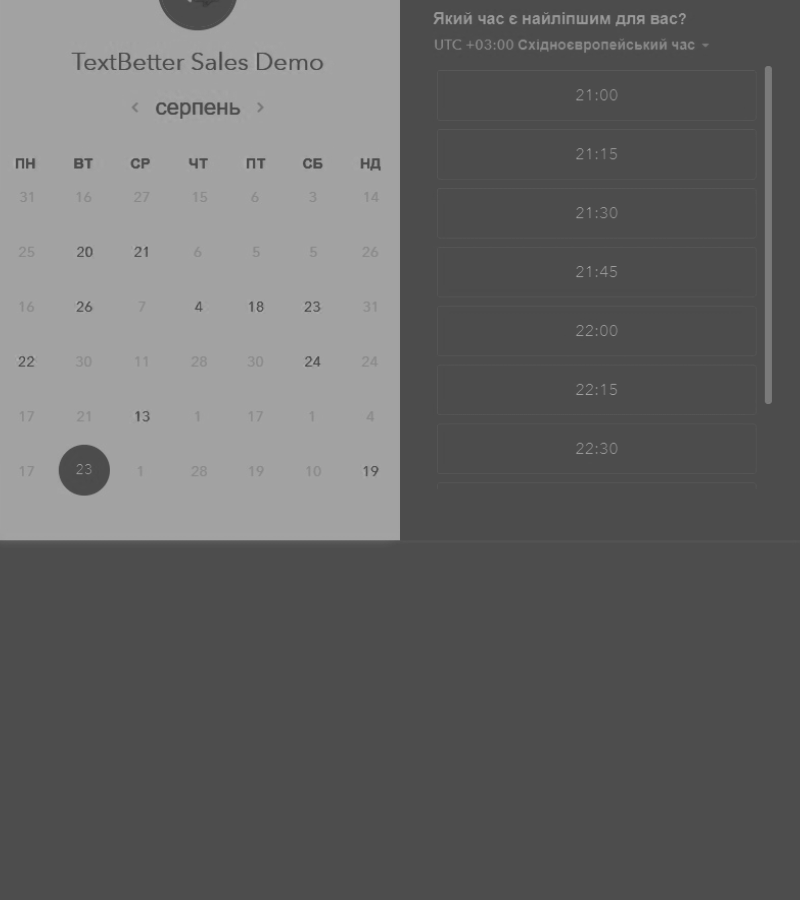 TextBetter Sales Demo
серпень
ПН ВТ СР ЧТ ПТ СБ НД
31 16 27 15 6 3 14
25 20 21 6 5 5 26
16 26 7 4 18 23 31
22 30 11 28 30 24 24
17 21 13 1 17 1 4
17 23 1 28 19 10 19
Який час є найліпшим для вас?
UTC +03:00 Східноєвропейський час
21:00
21:15
21:30
21:45
22:00
22:15
22:30